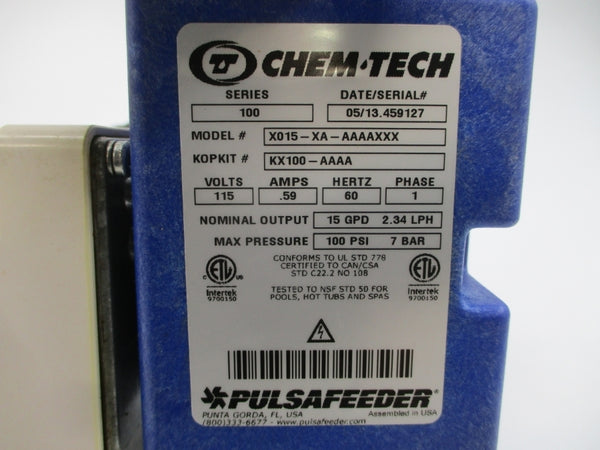 CHEM·TECH
SERIES DATE/SERIAL#
100 05/13.459127
MODEL # X015-XA-AAAAXXX
KOPKIT # KX100-AAAA
VOLTS AMPS HERTZ PHASE
115 .59 60 1
NOMINAL OUTPUT 15 GPD 2.34 LPH
MAX PRESSURE 100 PSI 7 BAR
CONFORMS TO UL STD 778
CERTIFIED TO CAN/CSA
STD C22.2 NO 108
TESTED TO NSF STD 50 FOR
POOLS, HOT TUBS AND SPAS
C ETL US
Intertek
9700150
ETL
Intertek
9700150
PULSAFEEDER®
PUNTA GORDA, FL, USA Assembled in USA
(800)333-6677 - www.pulsafeeder.com